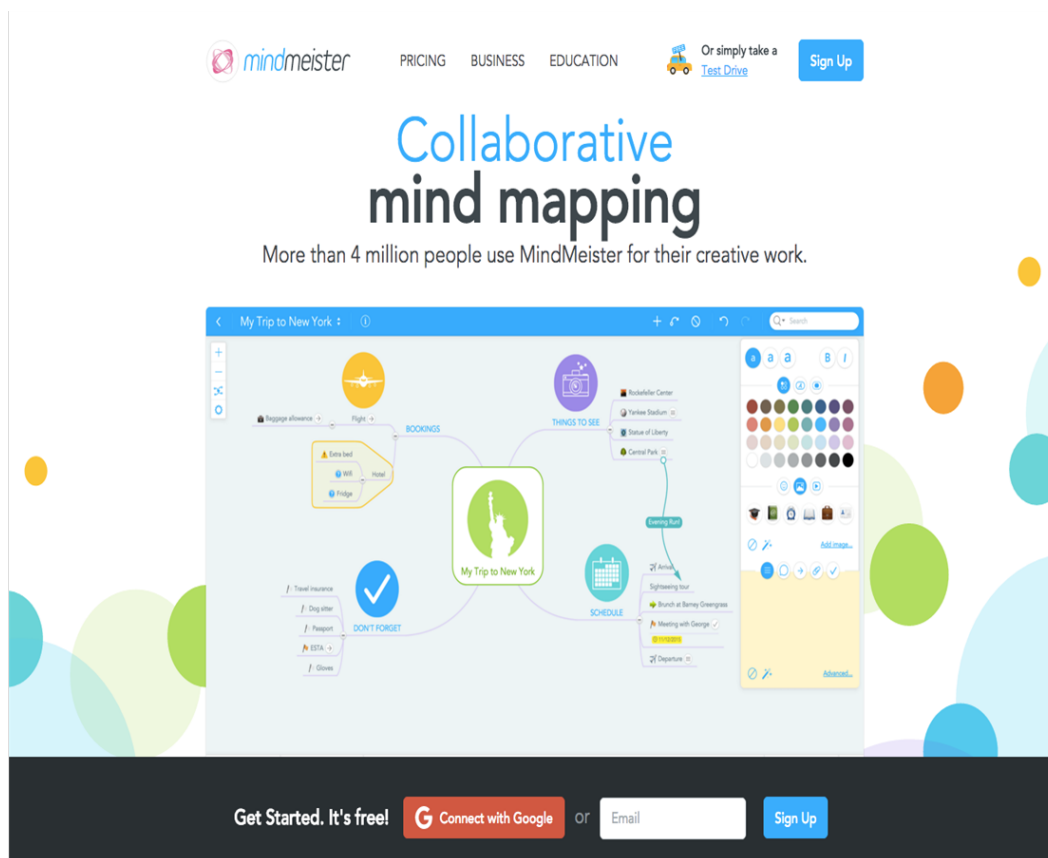 mindmeister
PRICING BUSINESS EDUCATION
Or simply take a
Test Drive
Sign Up
Collaborative
mind mapping
More than 4 million people use MindMeister for their creative work.
My Trip to New York
Search
a a a B I
Baggage allowance
Flight
BOOKINGS
Extra bed
Wifi
Fridge
Hotel
THINGS TO SEE
Rockefeller Center
Yankee Stadium
Statue of Liberty
Central Park
Evening Run!
My Trip to New York
Travel insurance
Dog sitter
Passport
ESTA
Gloves
DON'T FORGET
SCHEDULE
Arrival
Sightseeing tour
Brunch at Barney Greengrass
Meeting with George
11/12/2015
Departure
Add image...
Advanced...
Get Started. It's free!
G Connect with Google
or
Email
Sign Up